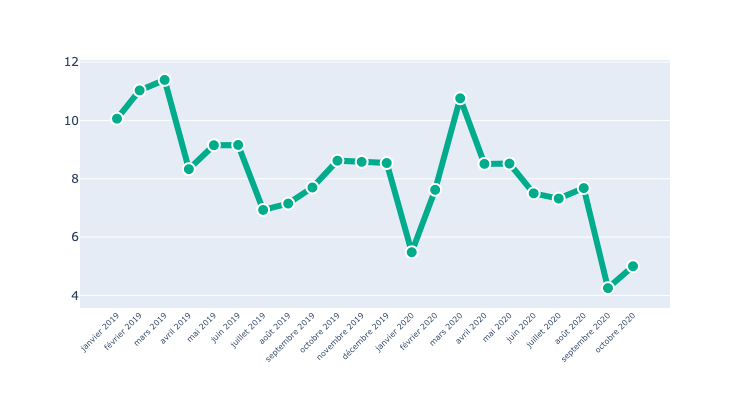 12
10
8
6
4
janvier 2019
février 2019
mars 2019
avril 2019
mai 2019
juin 2019
juillet 2019
août 2019
septembre 2019
octobre 2019
novembre 2019
décembre 2019
janvier 2020
février 2020
mars 2020
avril 2020
mai 2020
juin 2020
juillet 2020
août 2020
septembre 2020
octobre 2020